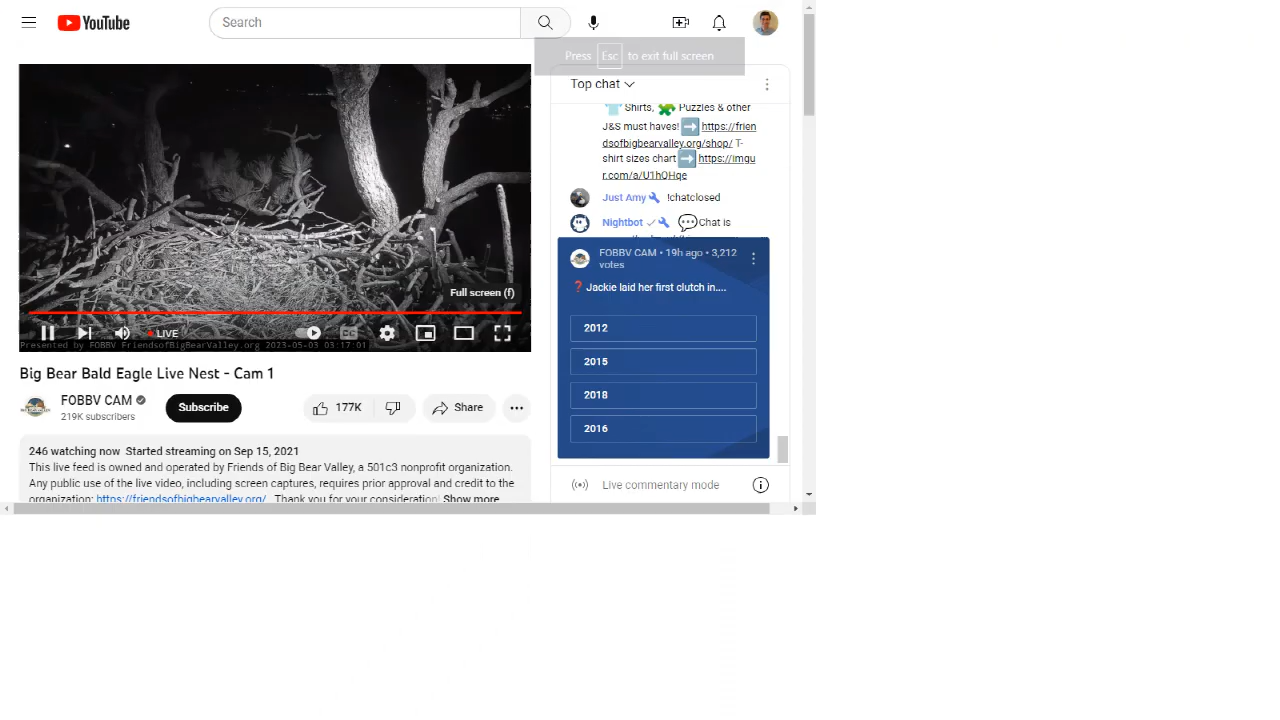 YouTube
Search
Press Esc to exit full screen
Top chat
Shirts, Puzzles & other
J&S must haves! https://frien
dsofbigbearvalley.org/shop/ T-
shirt sizes chart https://imgu
r.com/a/U1hQHqe
Just Amy !chatclosed
Nightbot Chat is
FOBBV CAM • 19h ago • 3,212
votes
Jackie laid her first clutch in....
2012
2015
2018
2016
Live commentary mode
Full screen (f)
LIVE
CC
Presented by FOBBV FriendsofBigBearValley.org 2023-05-03 03:17:01
Big Bear Bald Eagle Live Nest - Cam 1
FOBBV CAM
219K subscribers
Subscribe
177K
Share
246 watching now Started streaming on Sep 15, 2021
This live feed is owned and operated by Friends of Big Bear Valley, a 501c3 nonprofit organization.
Any public use of the live video, including screen captures, requires prior approval and credit to the
organization: https://friendsofbigbearvalley.org/ . Thank you for your consideration! Show more